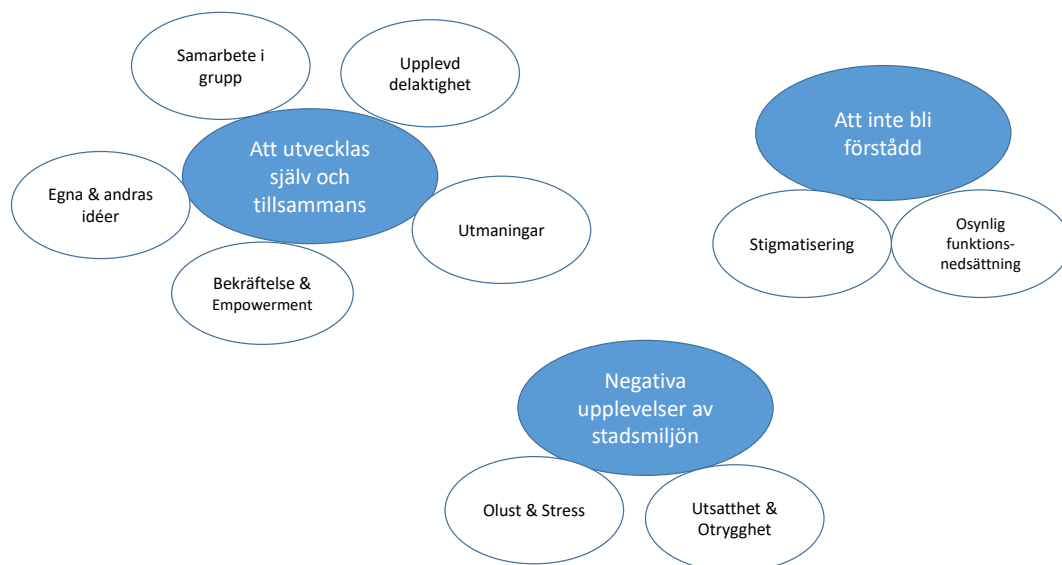 Samarbete i
grupp
Upplevd
delaktighet
Att utvecklas
själv och
tillsammans
Egna & andras
idéer
Utmaningar
Bekräftelse &
Empowerment
Att inte bli
förstådd
Stigmatisering
Osynlig
funktions-
nedsättning
Negativa
upplevelser av
stadsmiljön
Olust & Stress
Utsatthet &
Otrygghet